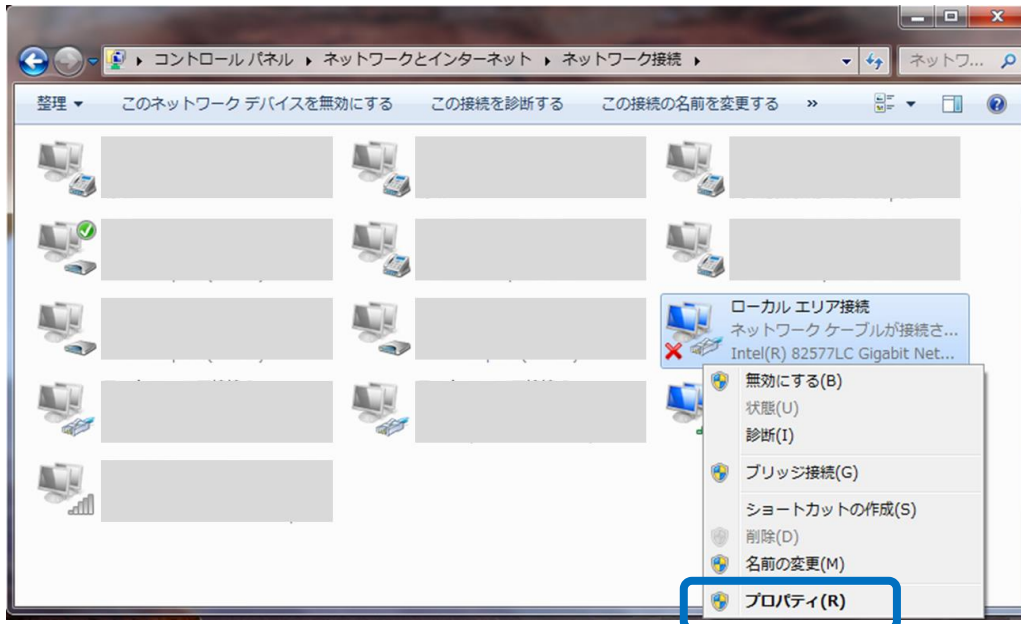 コントロール パネル ▸ ネットワークとインターネット ▸ ネットワーク接続 ▸
ネットワ...
整理 このネットワーク デバイスを無効にする この接続を診断する この接続の名前を変更する »
ローカル エリア接続
ネットワーク ケーブルが接続さ...
Intel(R) 82577LC Gigabit Net...
無効にする(B)
状態(U)
診断(I)
ブリッジ接続(G)
ショートカットの作成(S)
削除(D)
名前の変更(M)
プロパティ(R)